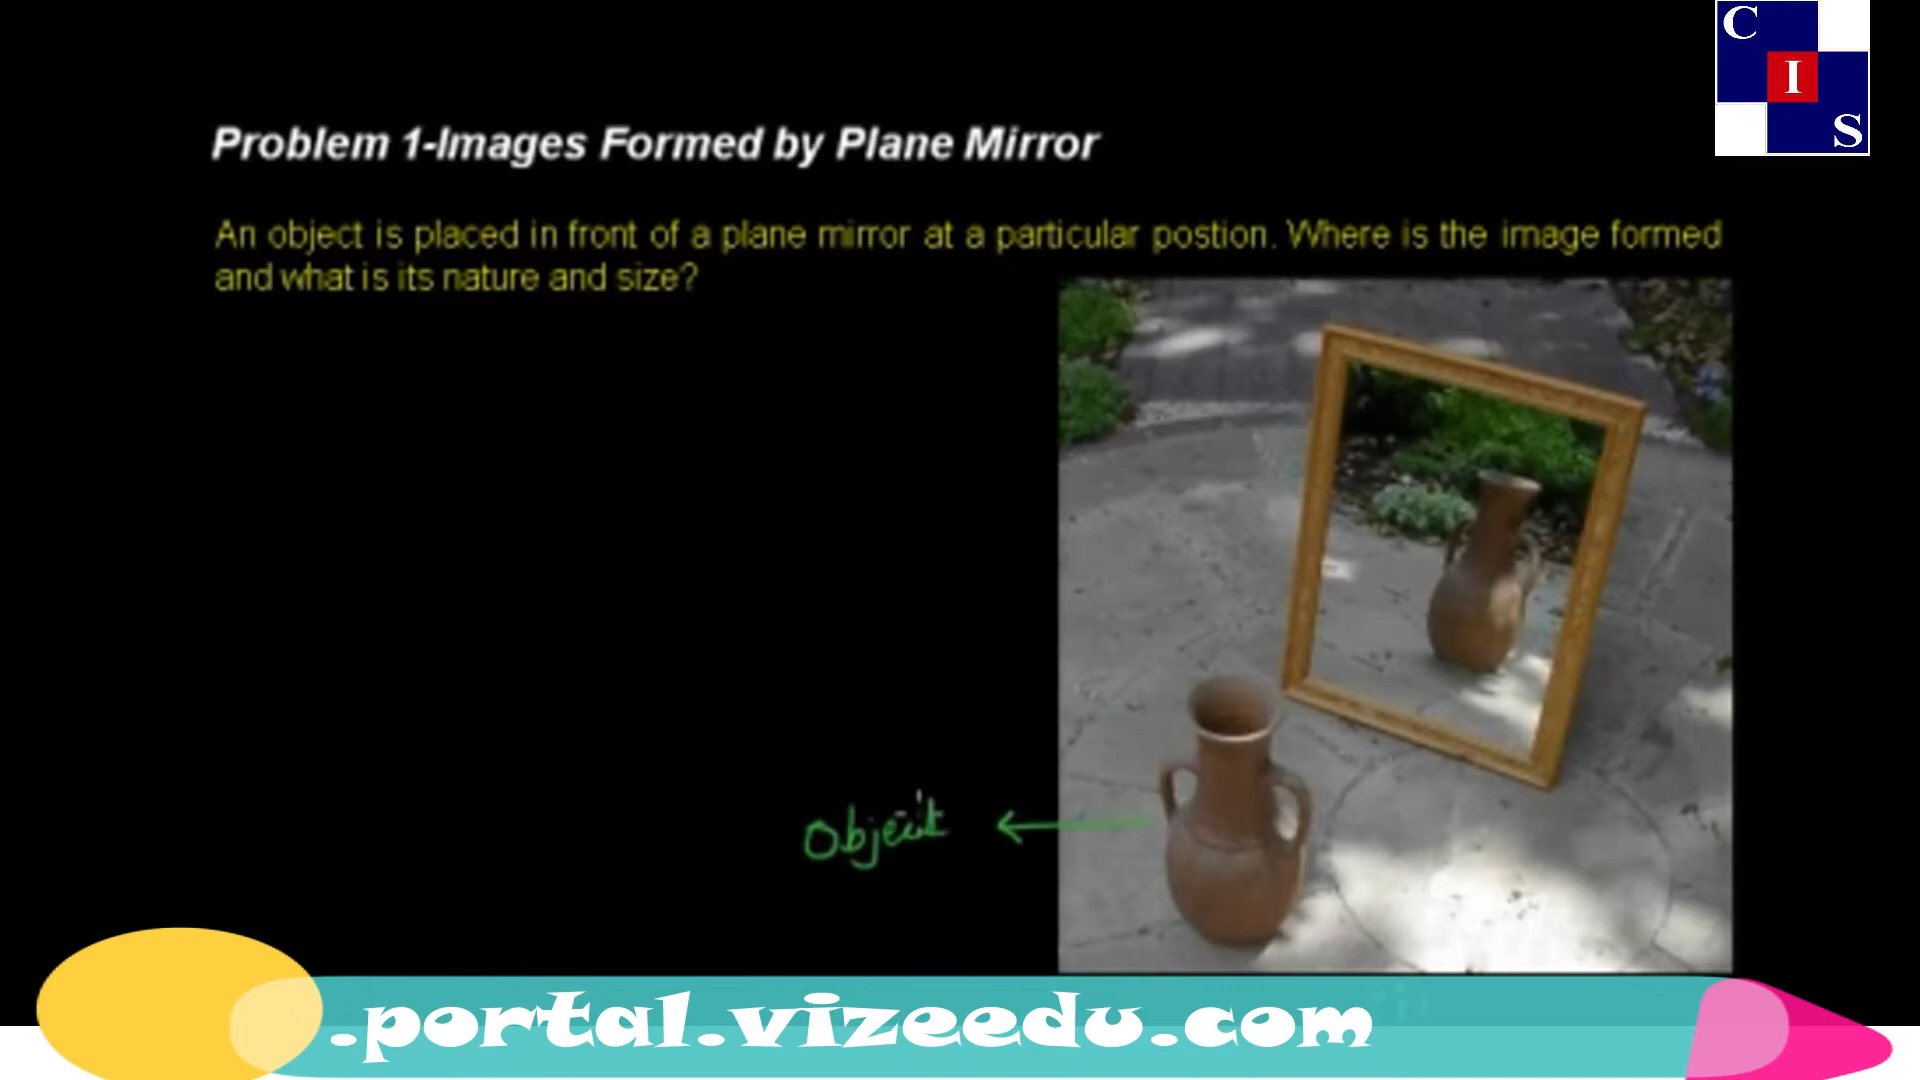 C
I
S
Problem 1-Images Formed by Plane Mirror
An object is placed in front of a plane mirror at a particular postion. Where is the image formed
and what is its nature and size?
Object
.portal.vizeedu.com